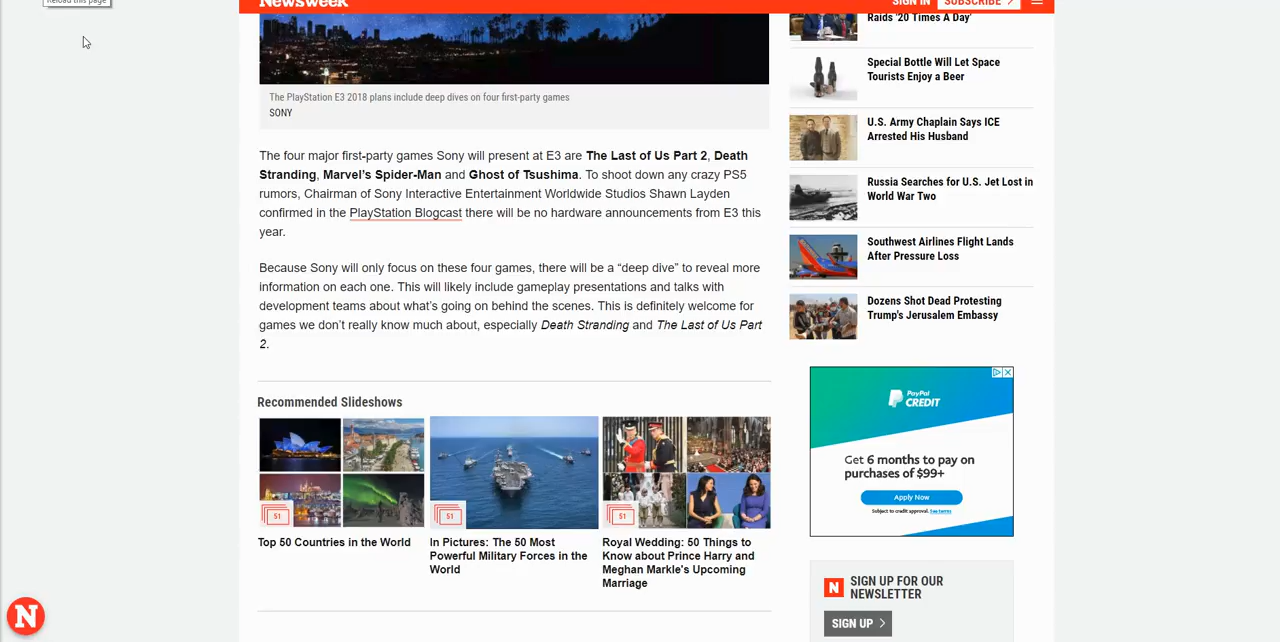 Reload this page
Newsweek
SIGN IN
SUBSCRIBE >
The PlayStation E3 2018 plans include deep dives on four first-party games
SONY
The four major first-party games Sony will present at E3 are The Last of Us Part 2, Death
Stranding, Marvel’s Spider-Man and Ghost of Tsushima. To shoot down any crazy PS5
rumors, Chairman of Sony Interactive Entertainment Worldwide Studios Shawn Layden
confirmed in the PlayStation Blogcast there will be no hardware announcements from E3 this
year.
Because Sony will only focus on these four games, there will be a “deep dive” to reveal more
information on each one. This will likely include gameplay presentations and talks with
development teams about what’s going on behind the scenes. This is definitely welcome for
games we don’t really know much about, especially Death Stranding and The Last of Us Part
2.
Recommended Slideshows
51
Top 50 Countries in the World
51
In Pictures: The 50 Most
Powerful Military Forces in the
World
51
Royal Wedding: 50 Things to
Know about Prince Harry and
Meghan Markle's Upcoming
Marriage
Raids '20 Times A Day'
Special Bottle Will Let Space
Tourists Enjoy a Beer
U.S. Army Chaplain Says ICE
Arrested His Husband
Russia Searches for U.S. Jet Lost in
World War Two
Southwest Airlines Flight Lands
After Pressure Loss
Dozens Shot Dead Protesting
Trump's Jerusalem Embassy
PayPal
CREDIT
Get 6 months to pay on
purchases of $99+
Apply Now
Subject to credit approval. See terms
N
SIGN UP FOR OUR
NEWSLETTER
SIGN UP >
N